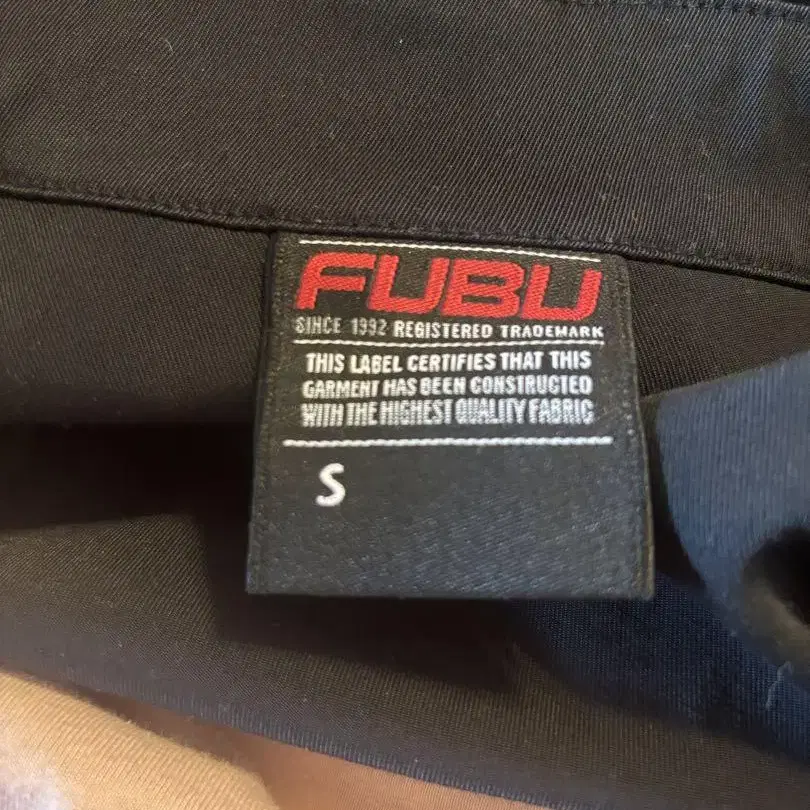 FUBU
SINCE 1992 REGISTERED TRADEMARK
THIS LABEL CERTIFIES THAT THIS
GARMENT HAS BEEN CONSTRUCTED
WITH THE HIGHEST QUALITY FABRIC
S